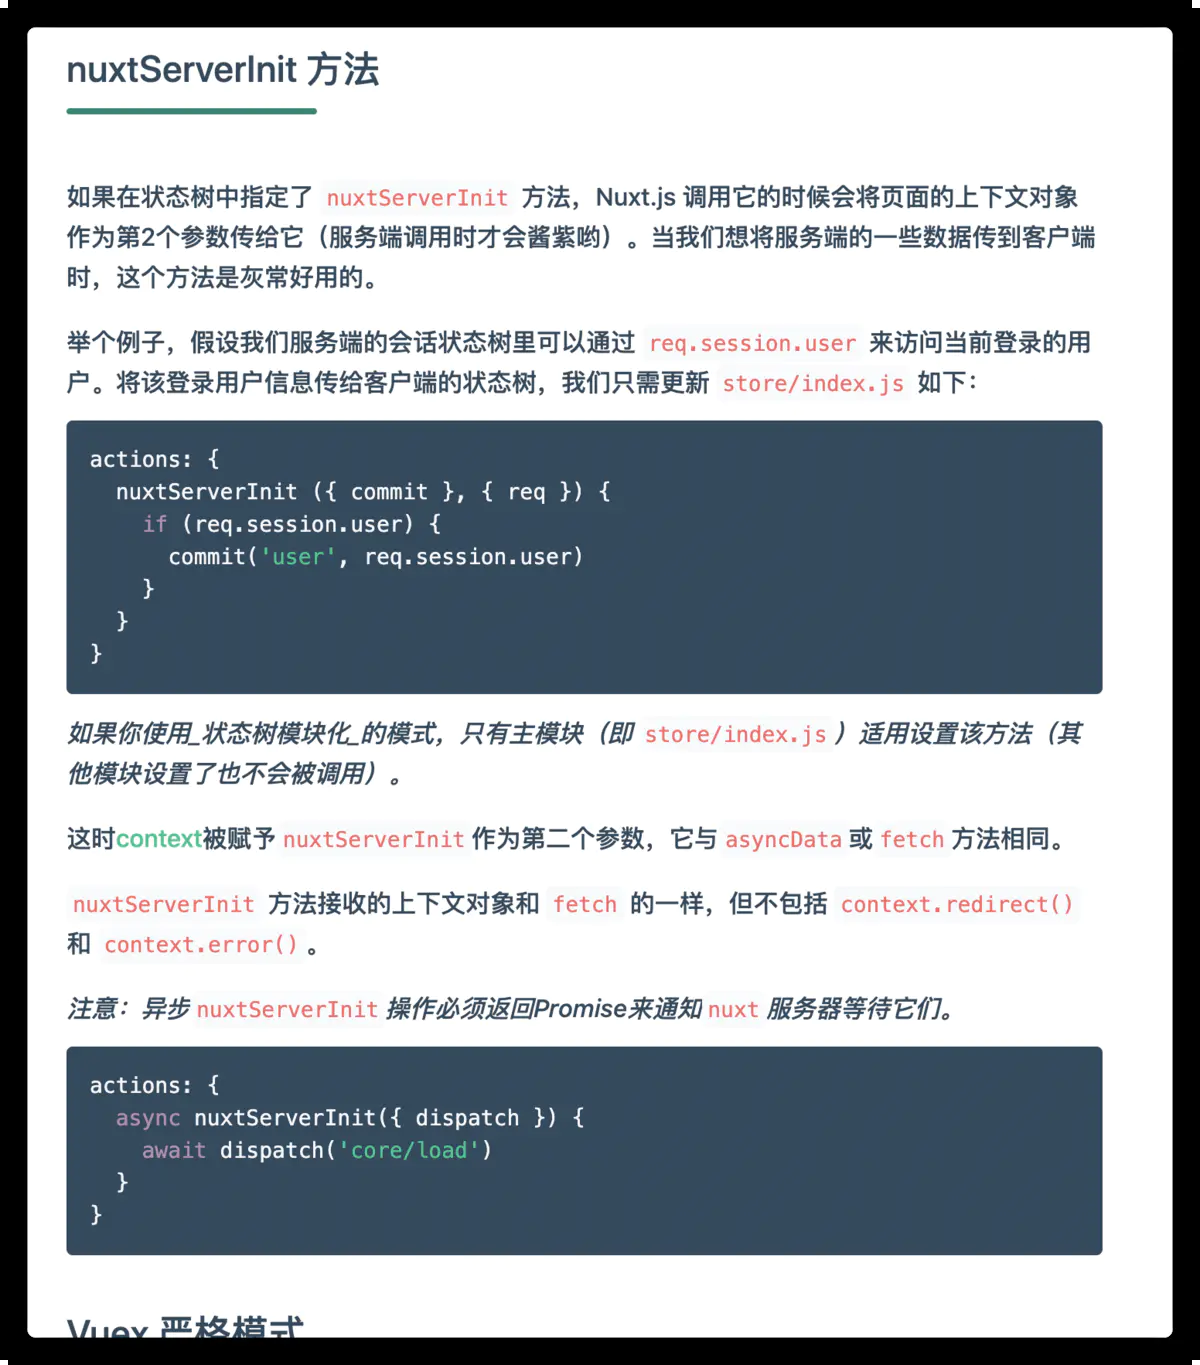 nuxtServerInit 方法
如果在状态树中指定了 nuxtServerInit 方法，Nuxt.js 调用它的时候会将页面的上下文对象
作为第2个参数传给它（服务端调用时才会酱紫哟）。当我们想将服务端的一些数据传到客户端
时，这个方法是灰常好用的。
举个例子，假设我们服务端的会话状态树里可以通过 req.session.user 来访问当前登录的用
户。将该登录用户信息传给客户端的状态树，我们只需更新 store/index.js 如下：
actions: {
  nuxtServerInit ({ commit }, { req }) {
    if (req.session.user) {
      commit('user', req.session.user)
    }
  }
}
如果你使用_状态树模块化_的模式，只有主模块（即 store/index.js ）适用设置该方法（其
他模块设置了也不会被调用）。
这时context被赋予 nuxtServerInit 作为第二个参数，它与 asyncData 或 fetch 方法相同。
nuxtServerInit 方法接收的上下文对象和 fetch 的一样，但不包括 context.redirect()
和 context.error() 。
注意：异步 nuxtServerInit 操作必须返回Promise来通知 nuxt 服务器等待它们。
actions: {
  async nuxtServerInit({ dispatch }) {
    await dispatch('core/load')
  }
}
Vuex 严格模式